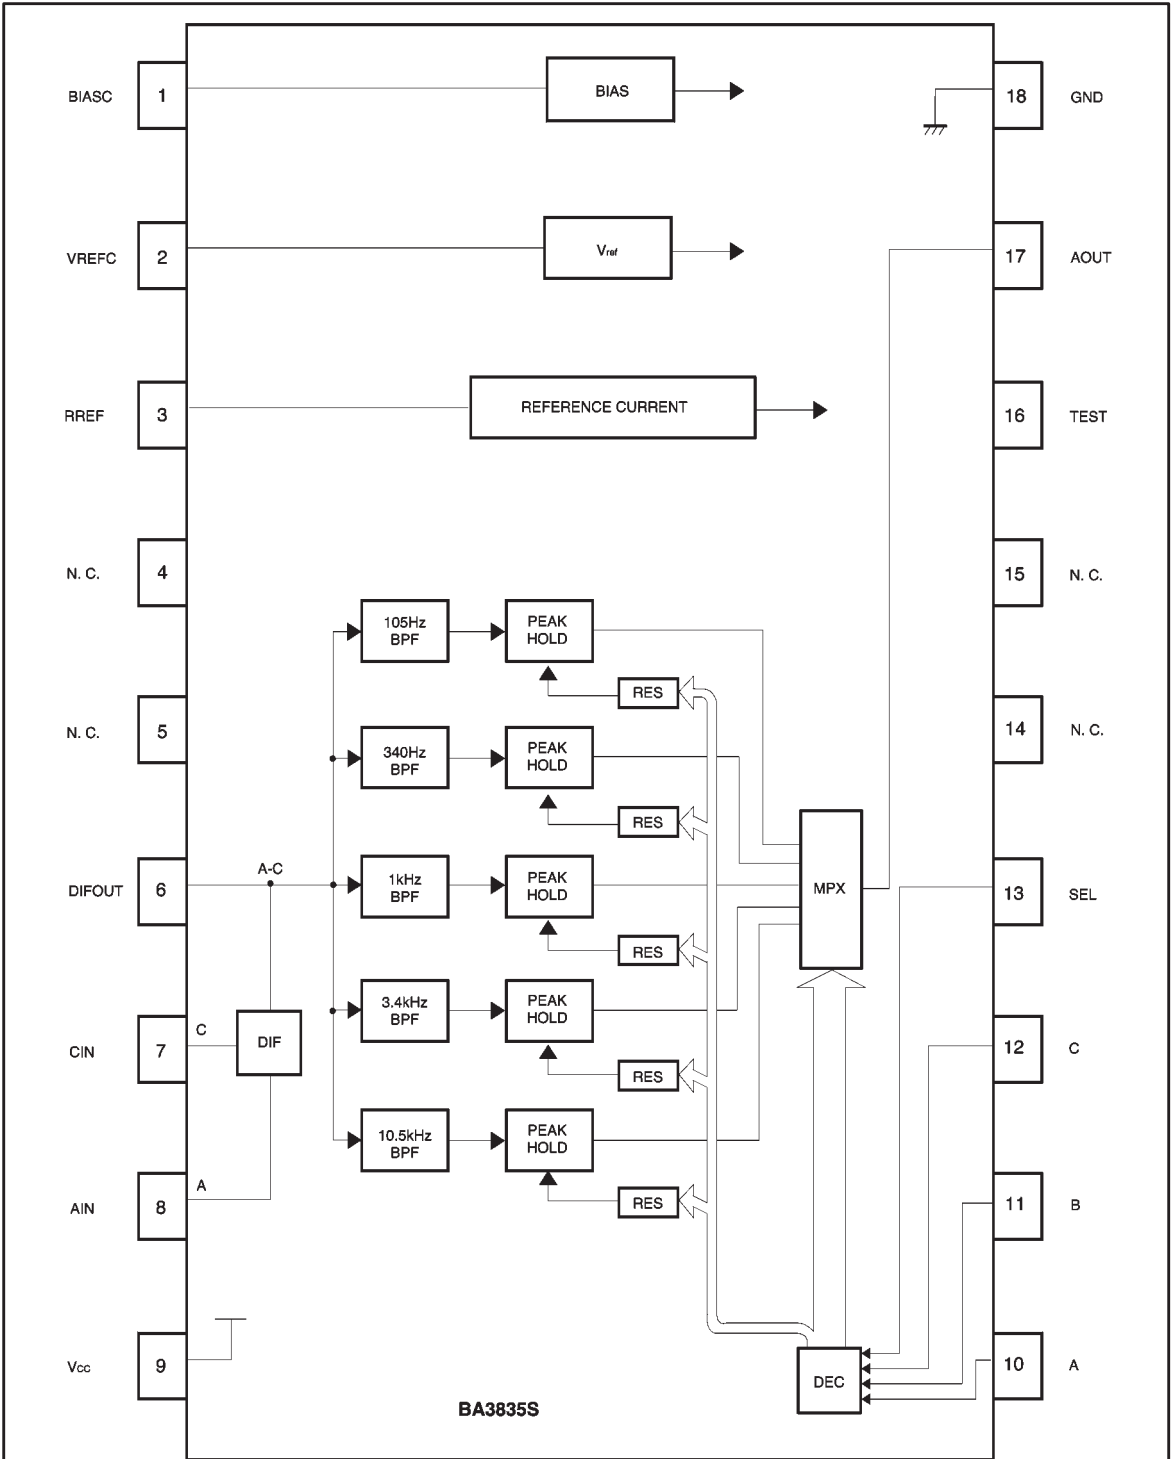 BIASC 1 BIAS 18 GND
VREFC 2 Vref 17 AOUT
RREF 3 REFERENCE CURRENT 16 TEST
N. C. 4 15 N. C.
105Hz PEAK
BPF HOLD
RES
N. C. 5 14 N. C.
340Hz PEAK
BPF HOLD
RES
A-C
DIFOUT 6 1kHz PEAK MPX 13 SEL
BPF HOLD
RES
3.4kHz PEAK
BPF HOLD
C
CIN 7 DIF 12 C
RES
10.5kHz PEAK
BPF HOLD
A
AIN 8 RES 11 B
Vcc 9 10 A
DEC
BA3835S